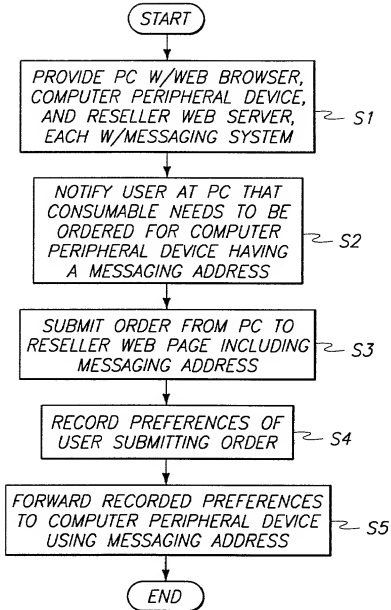 START
PROVIDE PC W/WEB BROWSER,
COMPUTER PERIPHERAL DEVICE,
AND RESELLER WEB SERVER,
EACH W/MESSAGING SYSTEM
S1
NOTIFY USER AT PC THAT
CONSUMABLE NEEDS TO BE
ORDERED FOR COMPUTER
PERIPHERAL DEVICE HAVING
A MESSAGING ADDRESS
S2
SUBMIT ORDER FROM PC TO
RESELLER WEB PAGE INCLUDING
MESSAGING ADDRESS
S3
RECORD PREFERENCES OF
USER SUBMITTING ORDER
S4
FORWARD RECORDED PREFERENCES
TO COMPUTER PERIPHERAL DEVICE
USING MESSAGING ADDRESS
S5
END